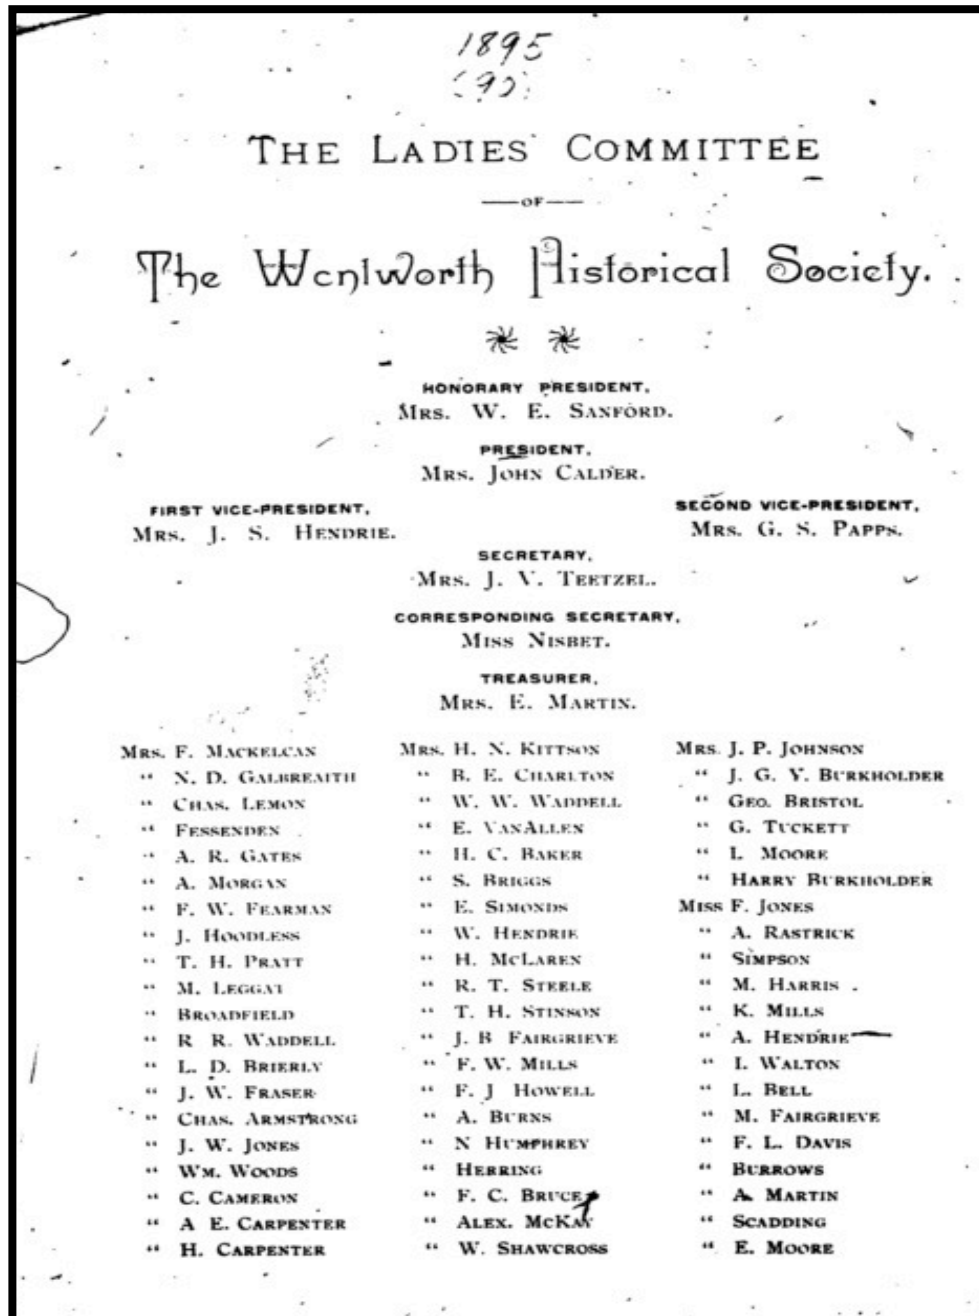 1895
(95)
THE LADIES' COMMITTEE
—OF—
The Wentworth Historical Society.
HONORARY PRESIDENT,
MRS. W. E. SANFORD.
PRESIDENT,
MRS. JOHN CALDER.
FIRST VICE-PRESIDENT,
MRS. J. S. HENDRIE.
SECOND VICE-PRESIDENT,
MRS. G. S. PAPPS.
SECRETARY,
MRS. J. V. TEETZEL.
CORRESPONDING SECRETARY,
MISS NISBET.
TREASURER,
MRS. E. MARTIN.
MRS. F. MACKELCAN
" N. D. GALBREAITH
" CHAS. LEMON
" FESSENDEN
" A. R. GATES
" A. MORGAN
" F. W. FEARMAN
" J. HOODLESS
" T. H. PRATT
" M. LEGGAT
" BROADFIELD
" R R. WADDELL
" L. D. BRIERLY
" J. W. FRASER
" CHAS. ARMSTRONG
" J. W. JONES
" WM. WOODS
" C. CAMERON
" A E. CARPENTER
" H. CARPENTER
MRS. H. N. KITTSON
" B. E. CHARLTON
" W. W. WADDELL
" E. VANALLEN
" H. C. BAKER
" S. BRIGGS
" E. SIMONDS
" W. HENDRIE
" H. MCLAREN
" R. T. STEELE
" T. H. STINSON
" J. B FAIRGRIEVE
" F. W. MILLS
" F. J HOWELL
" A. BURNS
" N HUMPHREY
" HERRING
" F. C. BRUCE
" ALEX. MCKAY
" W. SHAWCROSS
MRS. J. P. JOHNSON
" J. G. Y. BURKHOLDER
" GEO. BRISTOL
" G. TUCKETT
" L MOORE
" HARRY BURKHOLDER
MISS F. JONES
" A. RASTRICK
" SIMPSON
" M. HARRIS
" K. MILLS
" A. HENDRIE
" I. WALTON
" L. BELL
" M. FAIRGRIEVE
" F. L. DAVIS
" BURROWS
" A. MARTIN
" SCADDING
" E. MOORE